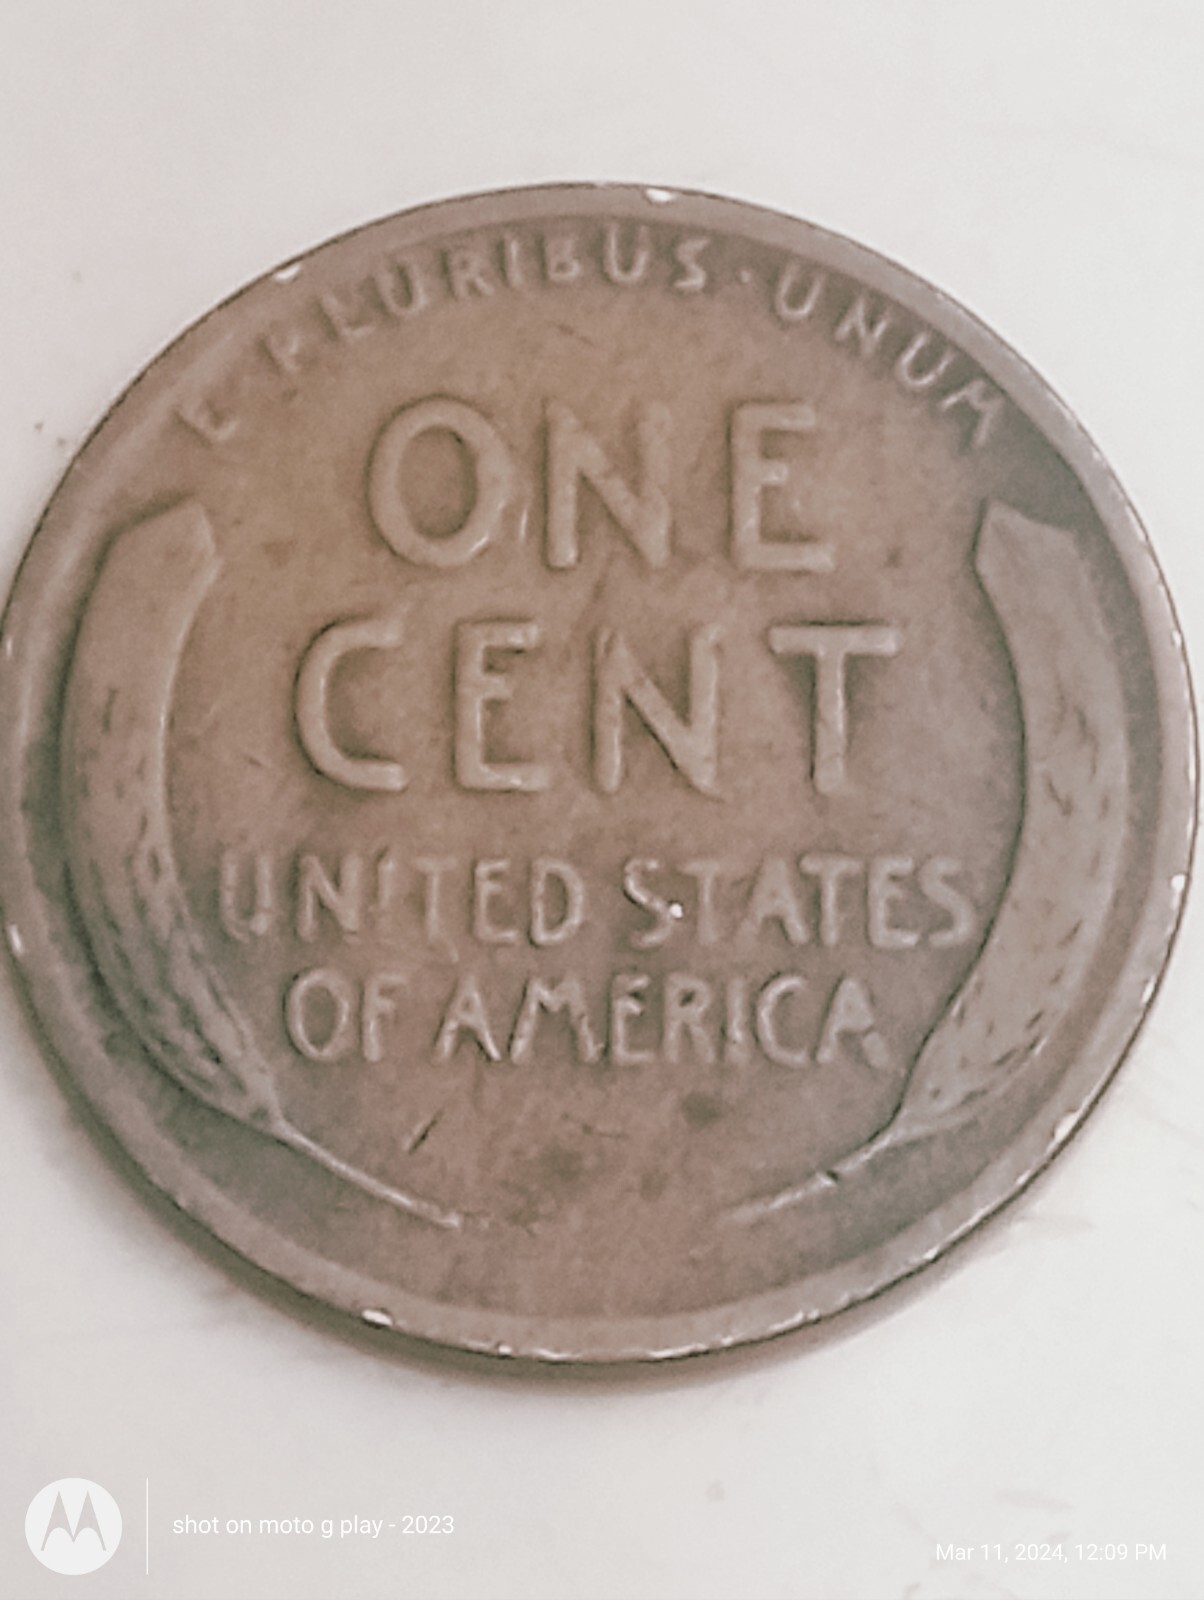 E·PLURIBUS·UNUM
ONE
CENT
UNITED STATES
OF AMERICA
shot on moto g play - 2023
Mar 11, 2024, 12:09 PM